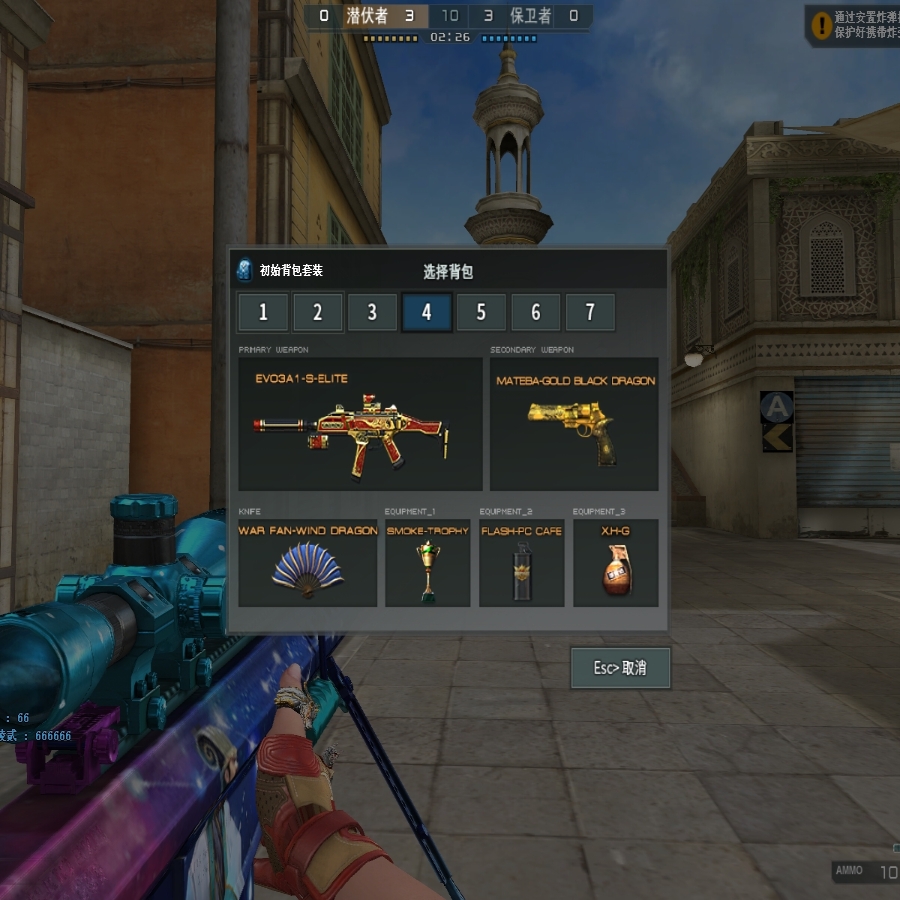 0 潜伏者 3 10 3 保卫者 0
02:26
通过安置炸弹
保护好携带炸
初始背包套装
选择背包
1 2 3 4 5 6 7
PRIMARY WEAPON
SECONDARY WEAPON
EVO3A1-S-ELITE
MATEBA-GOLD BLACK DRAGON
KNIFE
EQUIPMENT_1
EQUIPMENT_2
EQUIPMENT_3
WAR FAN-WIND DRAGON
SMOKE-TROPHY
FLASH-PC CAFE
XH-G
A
Esc>取消
: 66
: 666666
AMMO 10